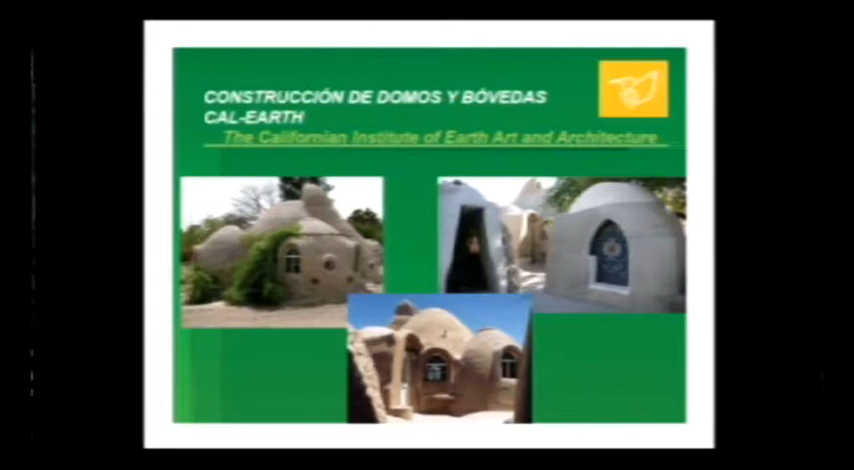 CONSTRUCCIÓN DE DOMOS Y BÓVEDAS
CAL-EARTH
The Californian Institute of Earth Art and Architecture